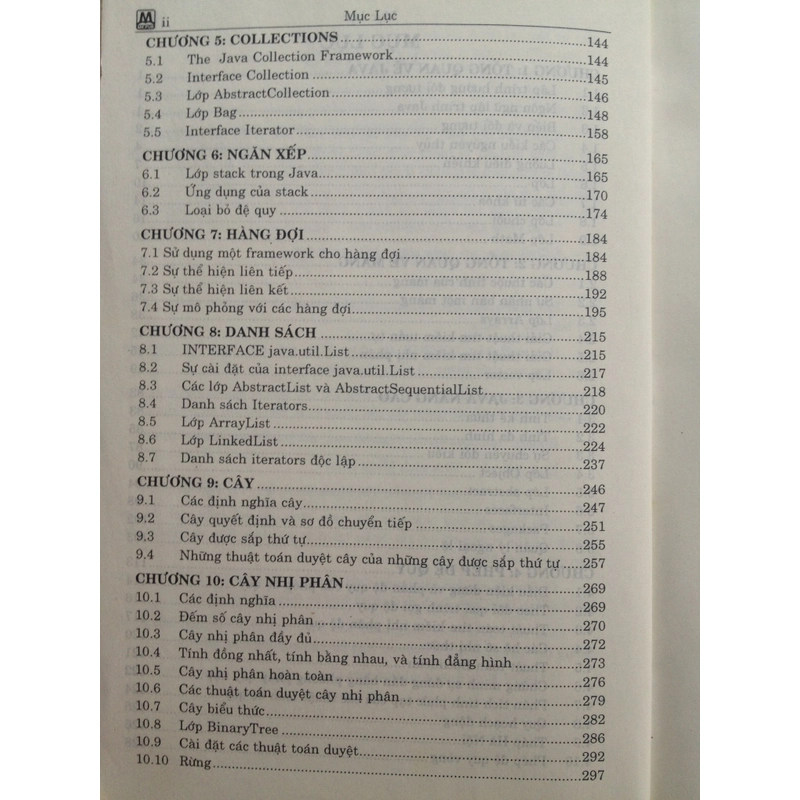 ii Mục Lục
CHƯƠNG 5: COLLECTIONS 144
5.1 The Java Collection Framework 144
5.2 Interface Collection 145
5.3 Lớp AbstractCollection 146
5.4 Lớp Bag 148
5.5 Interface Iterator 158
CHƯƠNG 6: NGĂN XẾP 165
6.1 Lớp stack trong Java 165
6.2 Ứng dụng của stack 170
6.3 Loại bỏ đệ quy 174
CHƯƠNG 7: HÀNG ĐỢI 184
7.1 Sử dụng một framework cho hàng đợi 184
7.2 Sự thể hiện liên tiếp 188
7.3 Sự thể hiện liên kết 192
7.4 Sự mô phỏng với các hàng đợi 195
CHƯƠNG 8: DANH SÁCH 215
8.1 INTERFACE java.util.List 215
8.2 Sự cài đặt của interface java.util.List 217
8.3 Các lớp AbstractList và AbstractSequentialList 218
8.4 Danh sách Iterators 220
8.5 Lớp ArrayList 222
8.6 Lớp LinkedList 224
8.7 Danh sách iterators độc lập 237
CHƯƠNG 9: CÂY 246
9.1 Các định nghĩa cây 247
9.2 Cây quyết định và sơ đồ chuyển tiếp 251
9.3 Cây được sắp thứ tự 255
9.4 Những thuật toán duyệt cây của những cây được sắp thứ tự 257
CHƯƠNG 10: CÂY NHỊ PHÂN 269
10.1 Các định nghĩa 269
10.2 Đếm số cây nhị phân 270
10.3 Cây nhị phân đầy đủ 272
10.4 Tính đồng nhất, tính bằng nhau, và tính đẳng hình 273
10.5 Cây nhị phân hoàn toàn 276
10.6 Các thuật toán duyệt cây nhị phân 279
10.7 Cây biểu thức 282
10.8 Lớp BinaryTree 286
10.9 Cài đặt các thuật toán duyệt 292
10.10 Rừng 297